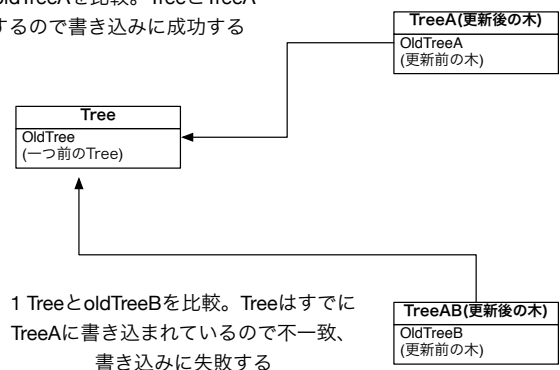 oldTreeAを比較。TreeとTreeA
するので書き込みに成功する
TreeA(更新後の木)
OldTreeA
(更新前の木)
Tree
OldTree
(一つ前のTree)
1 TreeとoldTreeBを比較。Treeはすでに
TreeAに書き込まれているので不一致、
書き込みに失敗する
TreeAB(更新後の木)
OldTreeB
(更新前の木)